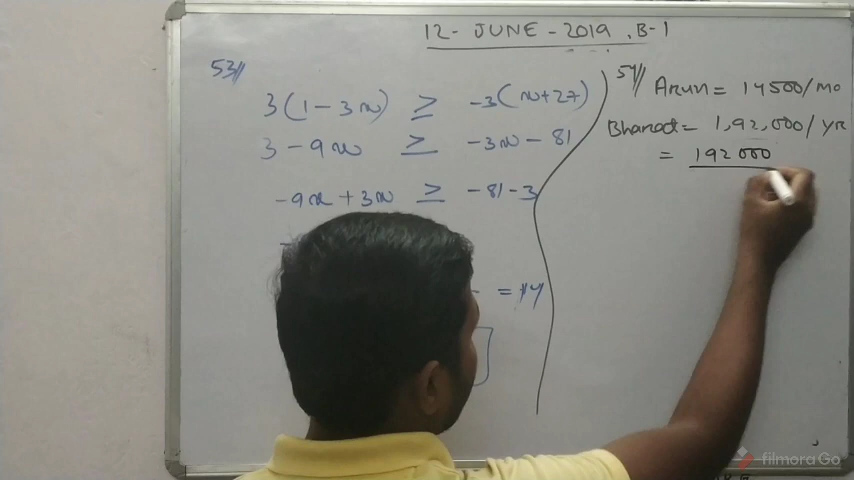 12 - JUNE - 2019, B-1
53//
3(1 - 3x) ≥ -3(x+27)
3 - 9x ≥ -3x - 81
-9x + 3x ≥ -81 - 3
= 14
Arun = 14500/mo
Bharat = 1,92,000/yr
= 192000
filmora Go